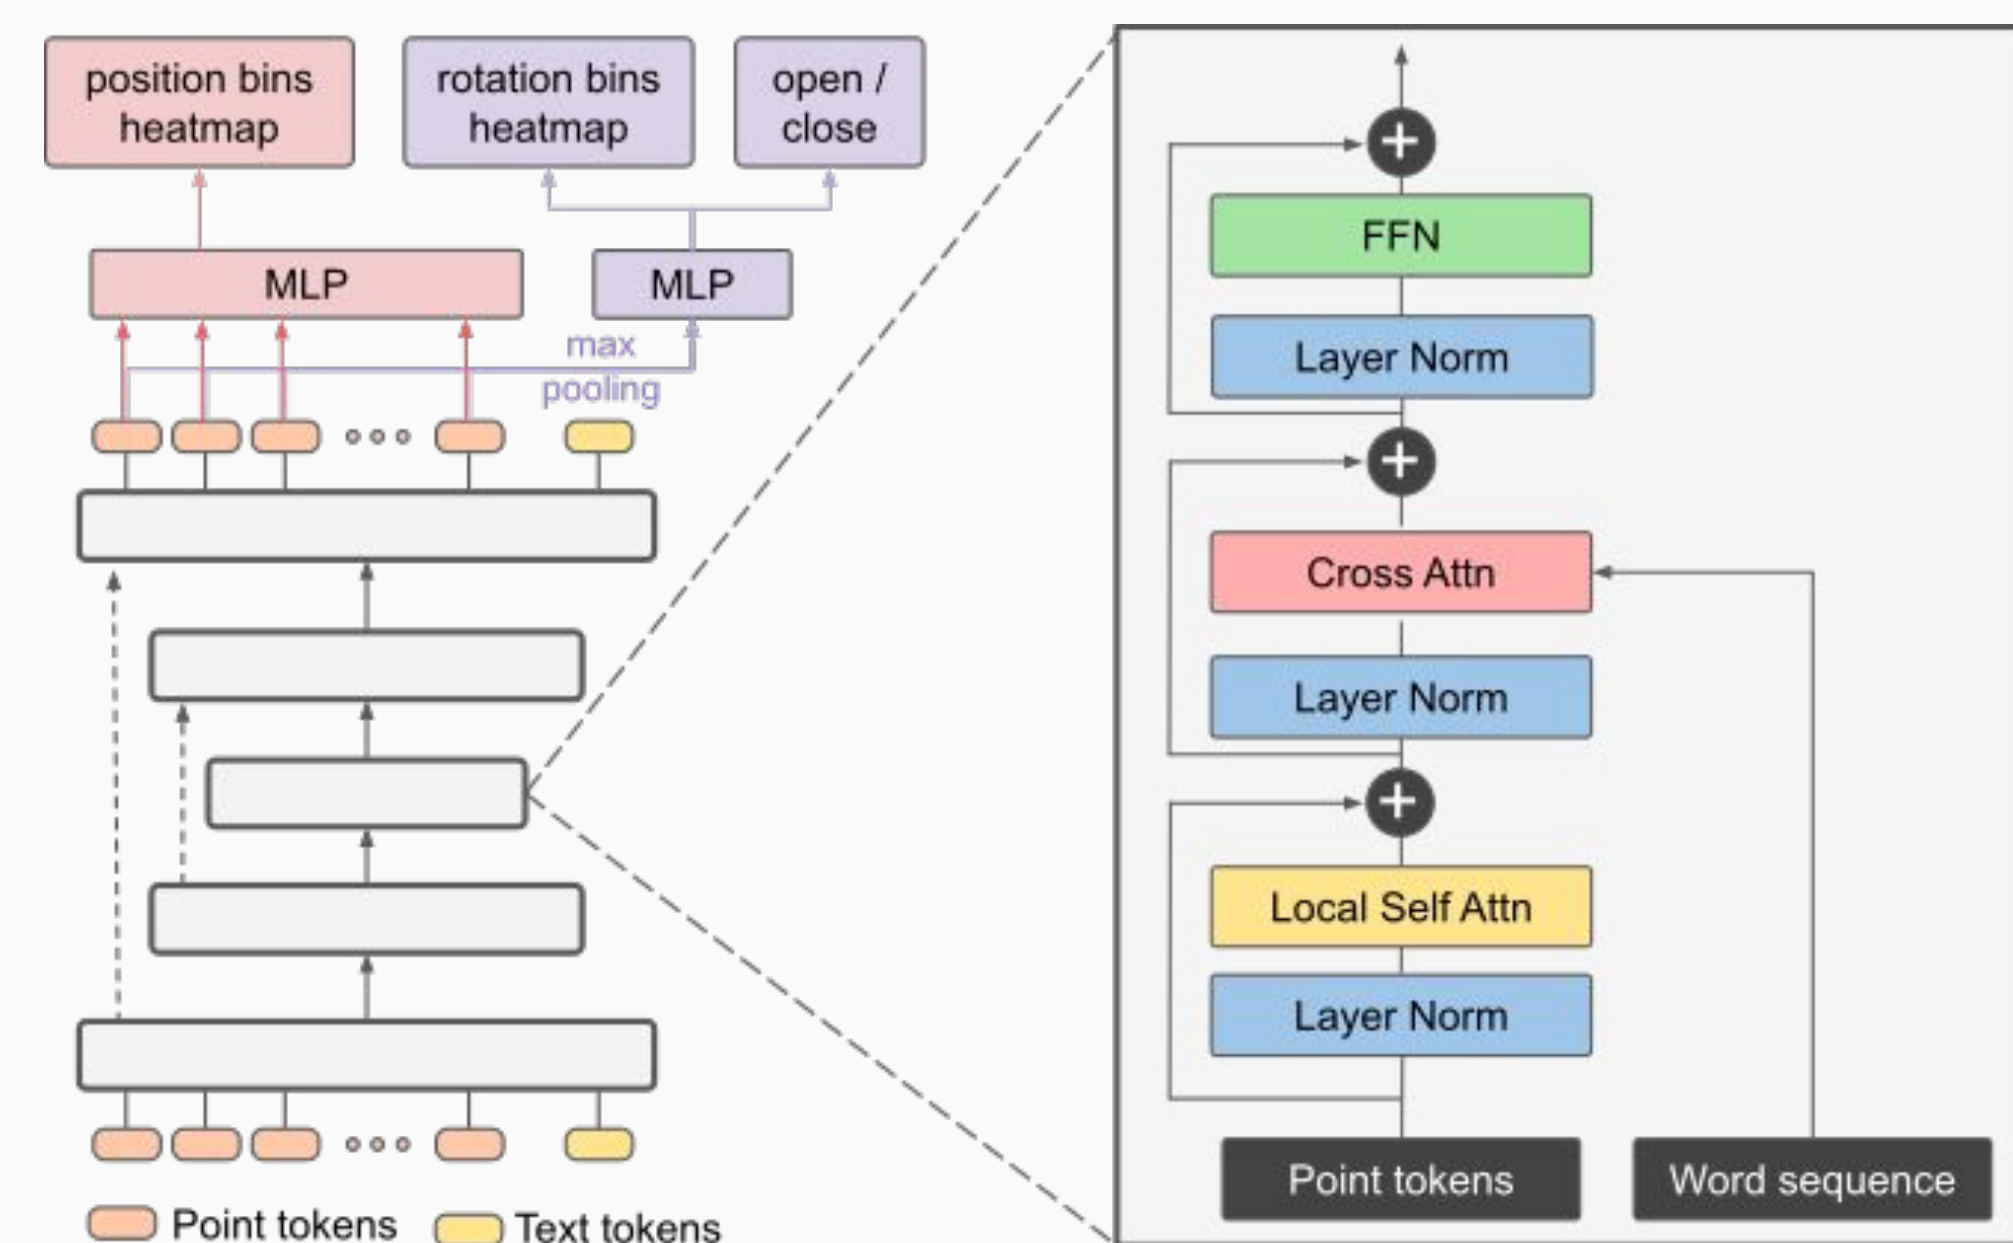 position bins
heatmap
rotation bins
heatmap
open /
close
MLP
MLP
max
pooling
Point tokens
Text tokens
FFN
Layer Norm
Cross Attn
Layer Norm
Local Self Attn
Layer Norm
Point tokens
Word sequence